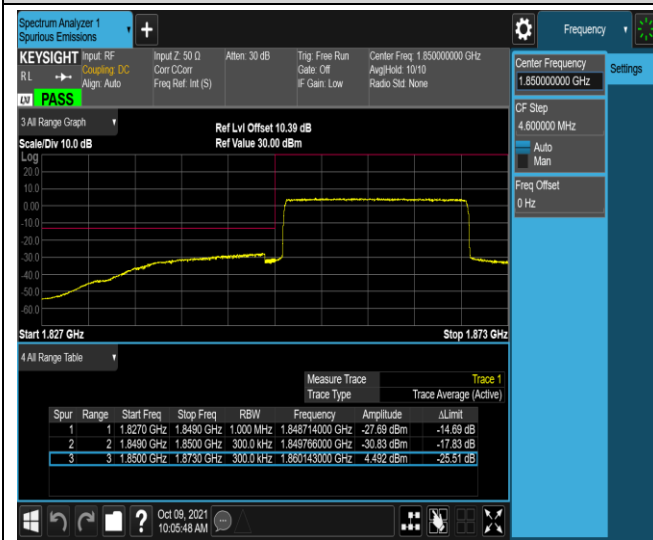 Spectrum Analyzer 1
Spurious Emissions
Frequency
KEYSIGHT
RL
LXI
PASS
Input: RF
Coupling: DC
Align: Auto
Input Z: 50 Ω
Corr CCorr
Freq Ref: Int (S)
Atten: 30 dB
Trig: Free Run
Gate: Off
IF Gain: Low
Center Freq: 1.850000000 GHz
Avg|Hold: 10/10
Radio Std: None
Center Frequency
1.85000000 GHz
Settings
CF Step
4.600000 MHz
Auto
Man
Freq Offset
0 Hz
3 All Range Graph
Scale/Div 10.0 dB
Ref Lvl Offset 10.39 dB
Ref Value 30.00 dBm
Log
20.0
10.0
0.00
-10.0
-20.0
-30.0
-40.0
-50.0
-60.0
Start 1.827 GHz
Stop 1.873 GHz
4 All Range Table
Measure Trace Trace 1
Trace Type Trace Average (Active)
Spur Range Start Freq Stop Freq RBW Frequency Amplitude ΔLimit
1 1 1.8270 GHz 1.8490 GHz 1.000 MHz 1.848714000 GHz -27.69 dBm -14.69 dB
2 2 1.8490 GHz 1.8500 GHz 300.0 kHz 1.849766000 GHz -30.83 dBm -17.83 dB
3 3 1.8500 GHz 1.8730 GHz 300.0 kHz 1.860143000 GHz 4.492 dBm -25.51 dB
Oct 09, 2021
10:05:48 AM